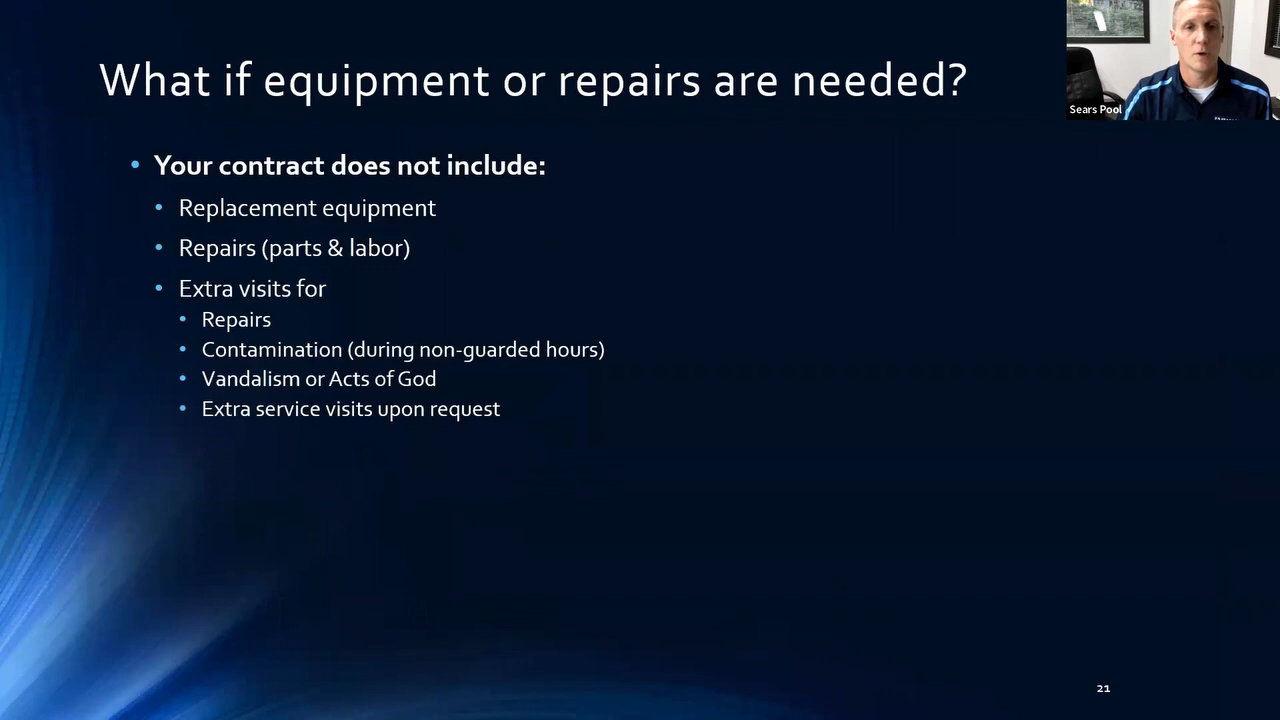 What if equipment or repairs are needed?
Sears Pool
• Your contract does not include:
• Replacement equipment
• Repairs (parts & labor)
• Extra visits for
• Repairs
• Contamination (during non-guarded hours)
• Vandalism or Acts of God
• Extra service visits upon request
21